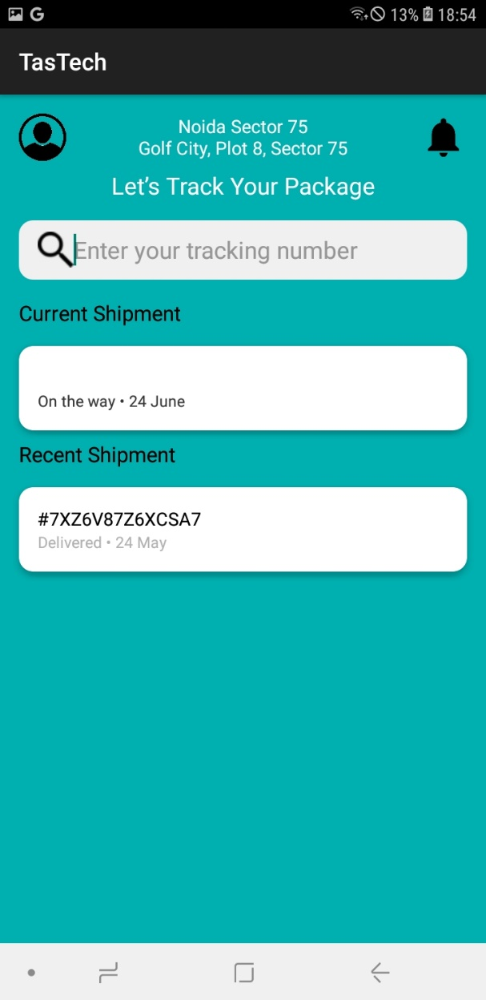 13% 18:54
TasTech
Noida Sector 75
Golf City, Plot 8, Sector 75
Let’s Track Your Package
Enter your tracking number
Current Shipment
On the way • 24 June
Recent Shipment
#7XZ6V87Z6XCSA7
Delivered • 24 May